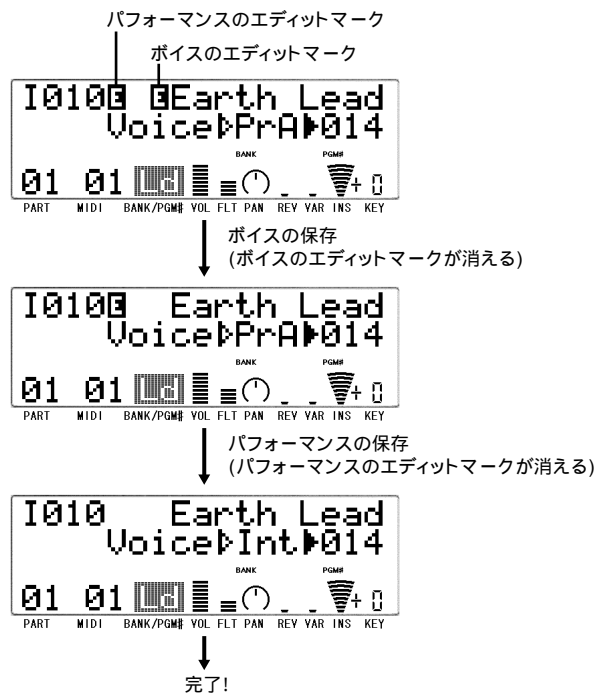 パフォーマンスのエディットマーク
ボイスのエディットマーク
I010E EEarth Lead
Voice▷PrA▶014
BANK PGM#
01 01 Ld + 0
PART MIDI BANK/PGM# VOL FLT PAN REV VAR INS KEY
ボイスの保存
(ボイスのエディットマークが消える)
I010E Earth Lead
Voice▷PrA▶014
BANK PGM#
01 01 Ld + 0
PART MIDI BANK/PGM# VOL FLT PAN REV VAR INS KEY
パフォーマンスの保存
(パフォーマンスのエディットマークが消える)
I010 Earth Lead
Voice▷Int▶014
BANK PGM#
01 01 Ld + 0
PART MIDI BANK/PGM# VOL FLT PAN REV VAR INS KEY
完了!